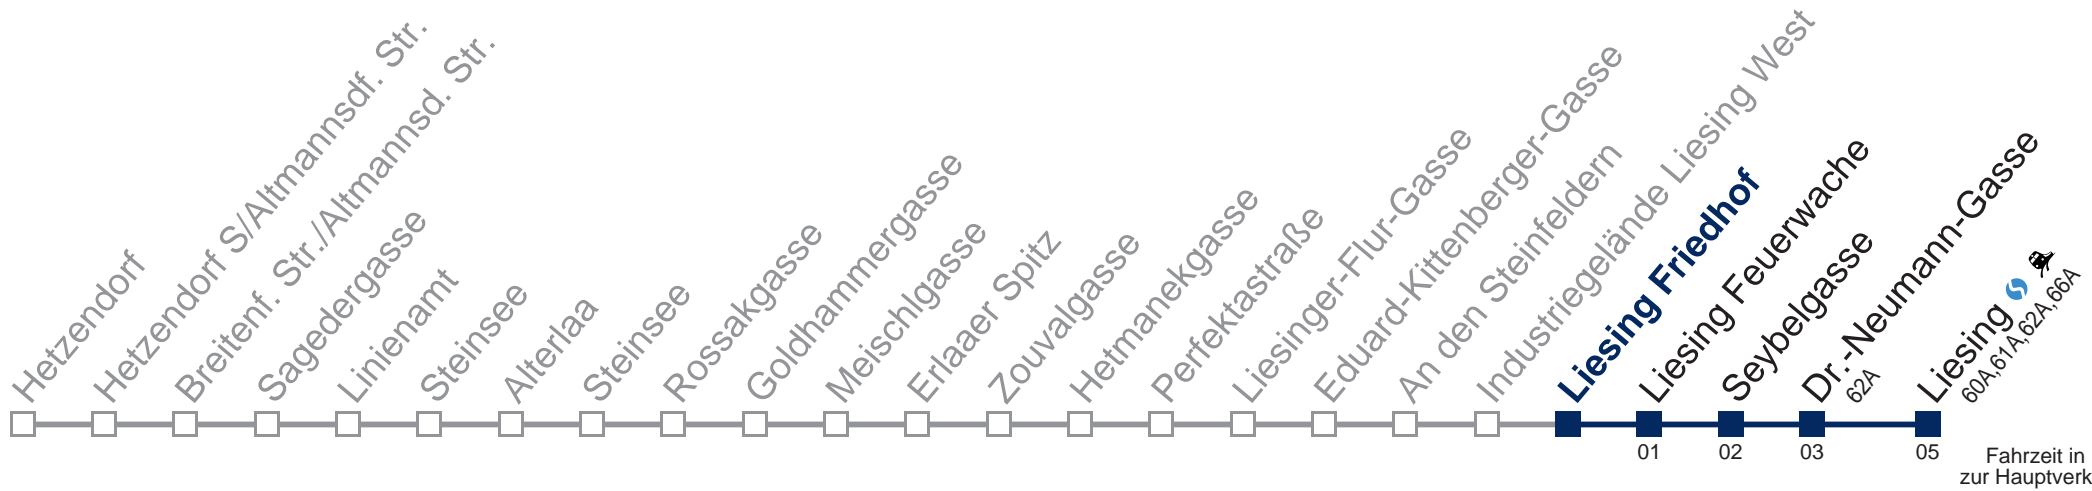 Hetzendorf
Hetzendorf S/Altmannsdf. Str.
Breitenf. Str./Altmannsd. Str.
Sagedergasse
Linienamt
Steinsee
Alterlaa
Steinsee
Rossakgasse
Goldhammergasse
Meischlgasse
Erlaaer Spitz
Zouvalgasse
Hetmanekgasse
Perfektastraße
Liesinger-Flur-Gasse
Eduard-Kittenberger-Gasse
An den Steinfeldern
Industriegelände Liesing West
Liesing Friedhof
Liesing Feuerwache
Seybelgasse
Dr.-Neumann-Gasse
62A
Liesing
60A,61A,62A,66A
01
02
03
05
Fahrzeit in
zur Hauptverk